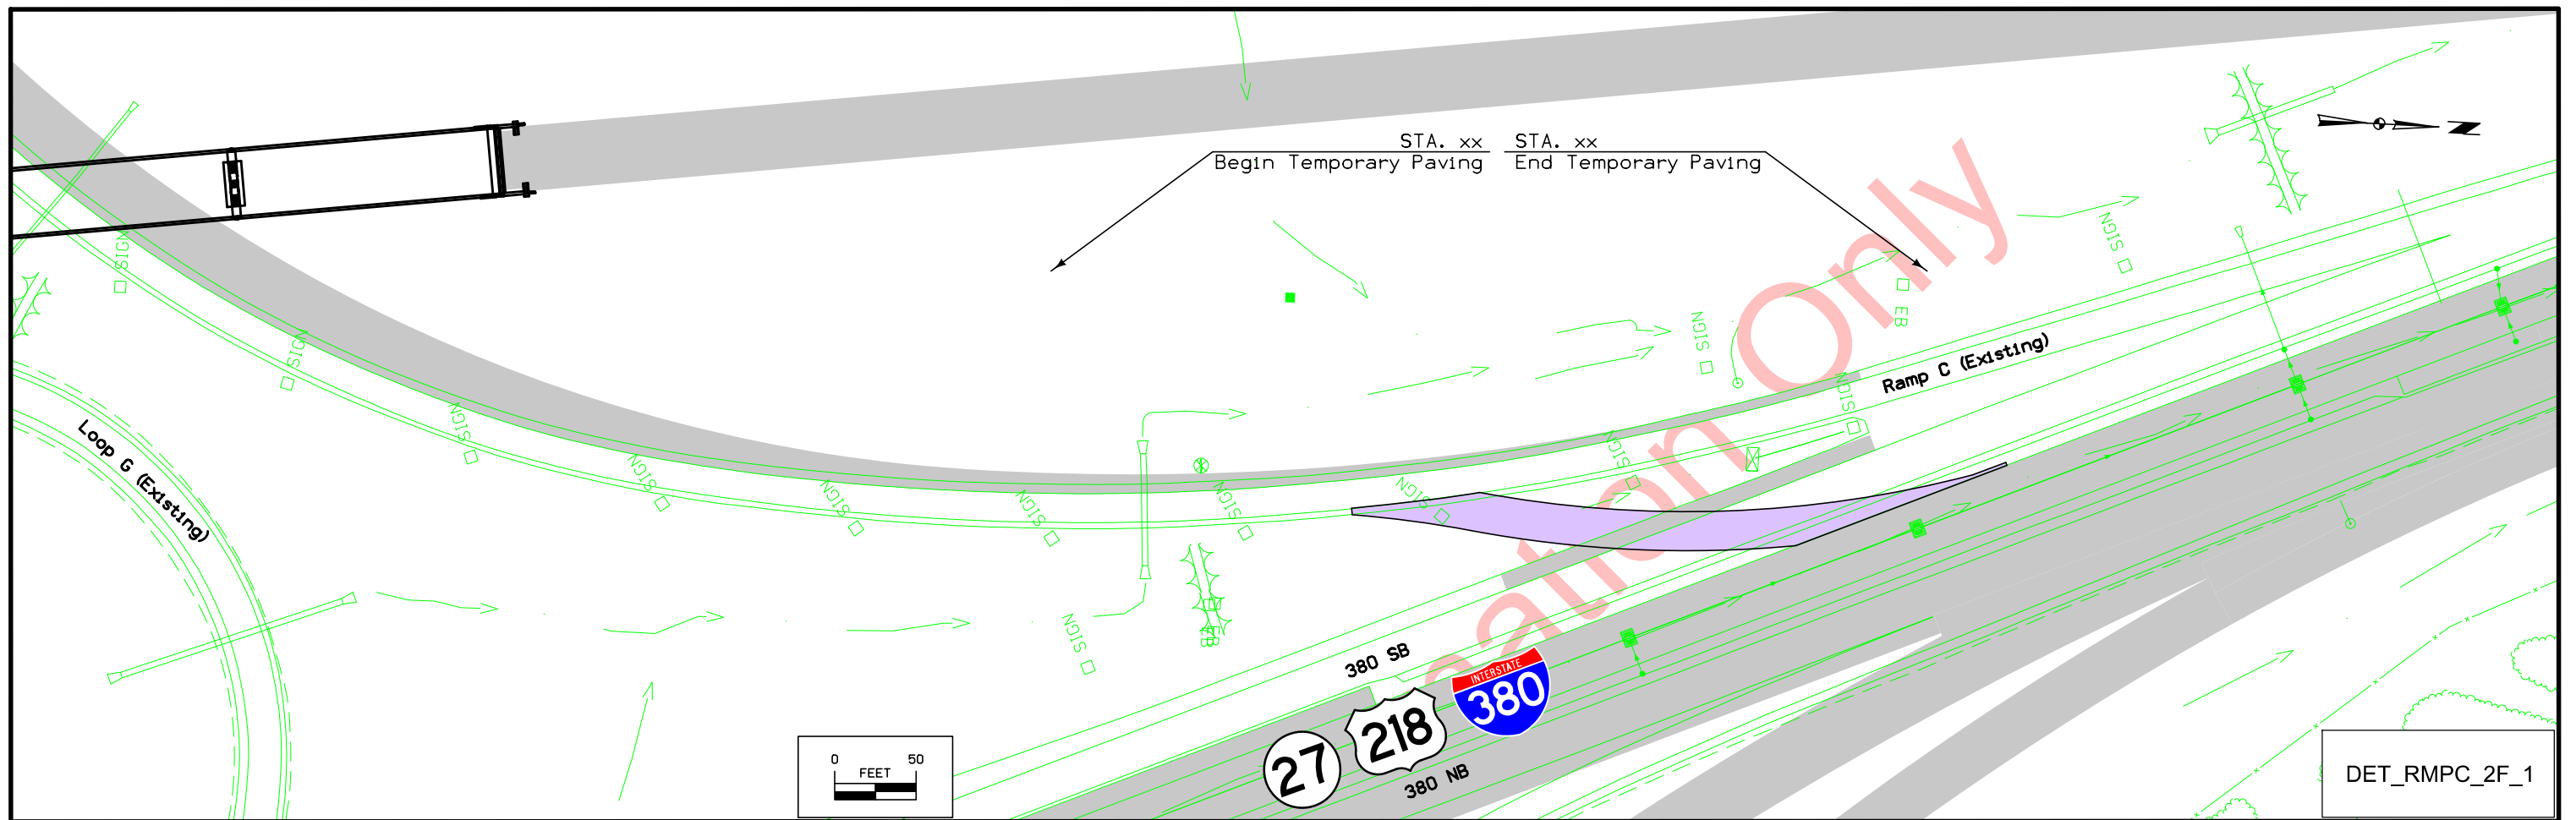 STA. xx
Begin Temporary Paving
STA. xx
End Temporary Paving
N
SIGN
SIGN
SIGN
SIGN
SIGN
SIGN
SIGN
SIGN
SIGN
SIGN
SIGN
SIGN
SIGN
EB
EB
Ramp C (Existing)
Loop G (Existing)
ation Only
380 SB
INTERSTATE
380
218
27
380 NB
0 50
FEET
DET_RMPC_2F_1